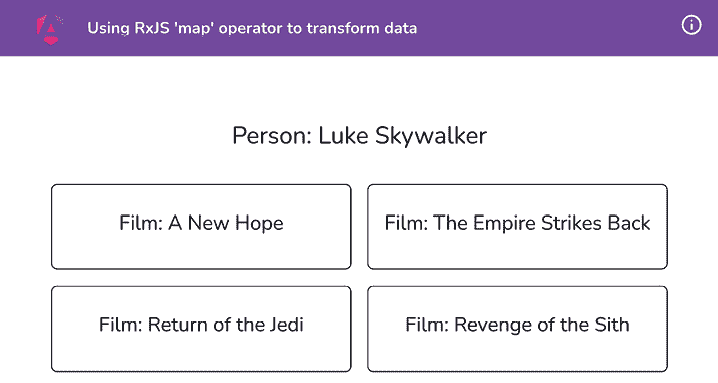 Using RxJS 'map' operator to transform data
Person: Luke Skywalker
Film: A New Hope
Film: The Empire Strikes Back
Film: Return of the Jedi
Film: Revenge of the Sith